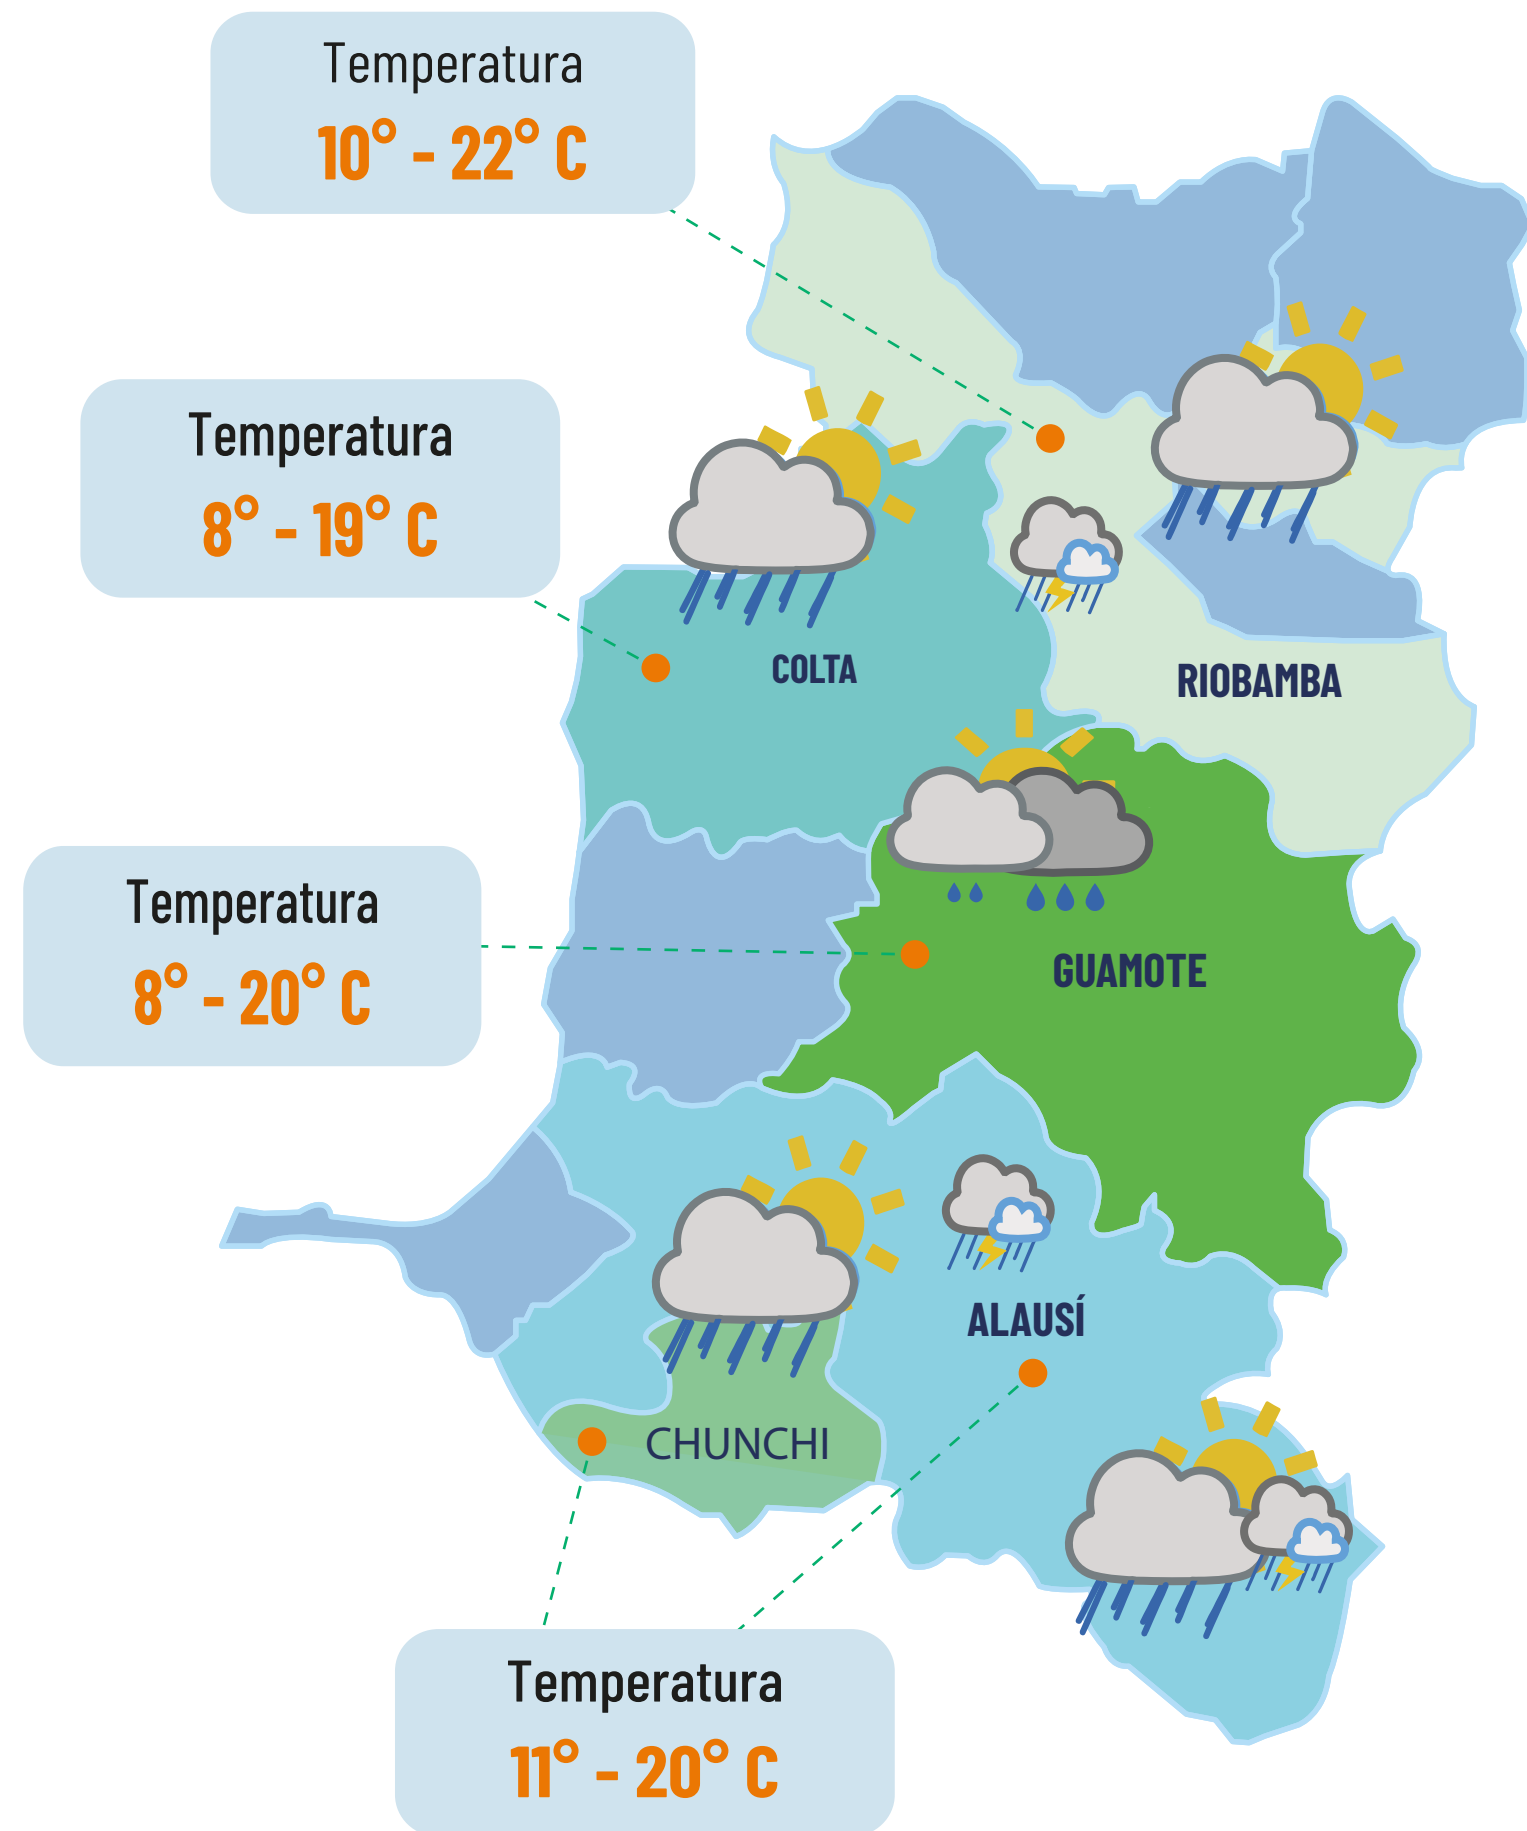 Temperatura
10° - 22° C
Temperatura
8° - 19° C
COLTA
RIOBAMBA
Temperatura
8° - 20° C
GUAMOTE
ALAUSÍ
CHUNCHI
Temperatura
11° - 20° C